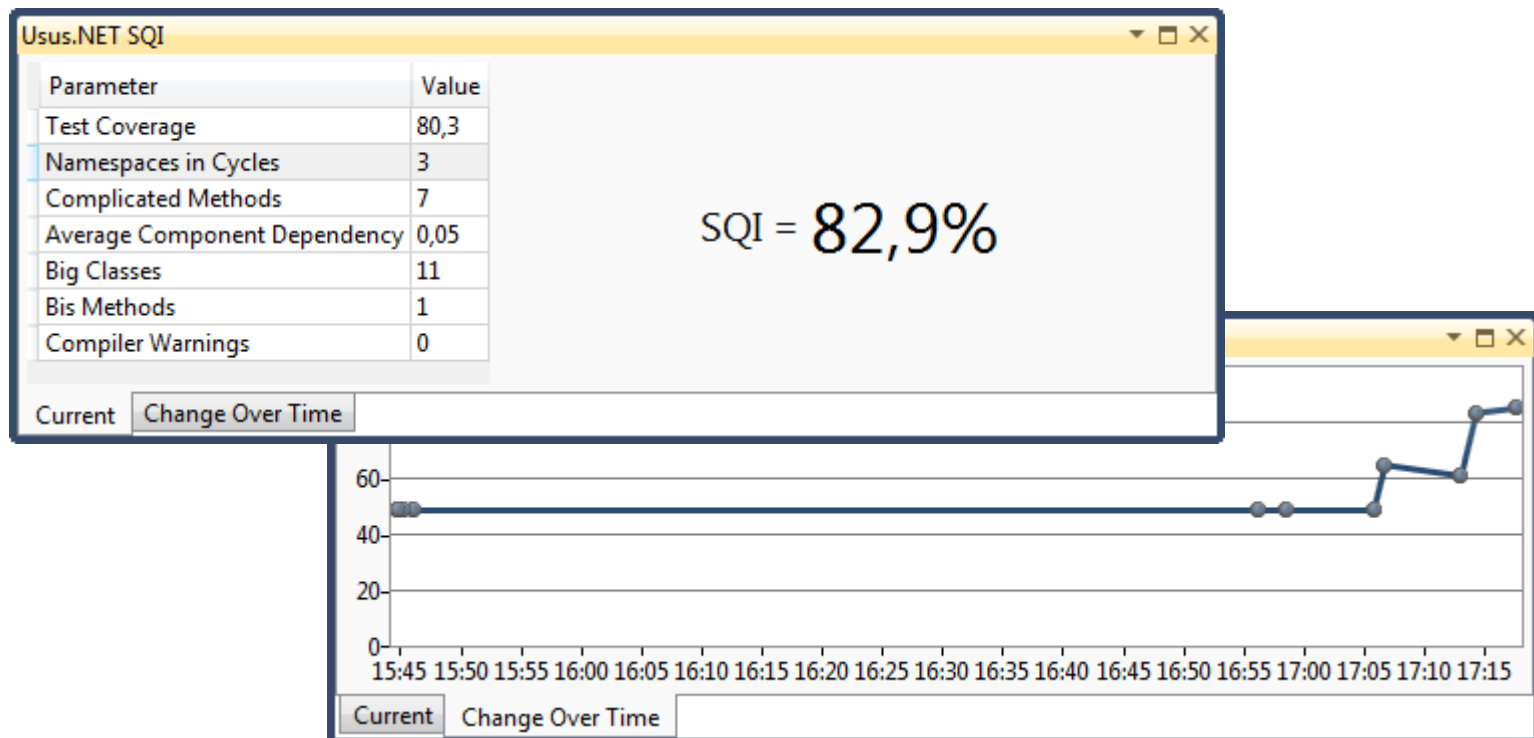 Usus.NET SQI
Parameter Value
Test Coverage 80,3
Namespaces in Cycles 3
Complicated Methods 7
Average Component Dependency 0,05
Big Classes 11
Bis Methods 1
Compiler Warnings 0
SQI = 82,9%
Current Change Over Time
60
40
20
0
15:45 15:50 15:55 16:00 16:05 16:10 16:15 16:20 16:25 16:30 16:35 16:40 16:45 16:50 16:55 17:00 17:05 17:10 17:15
Current Change Over Time